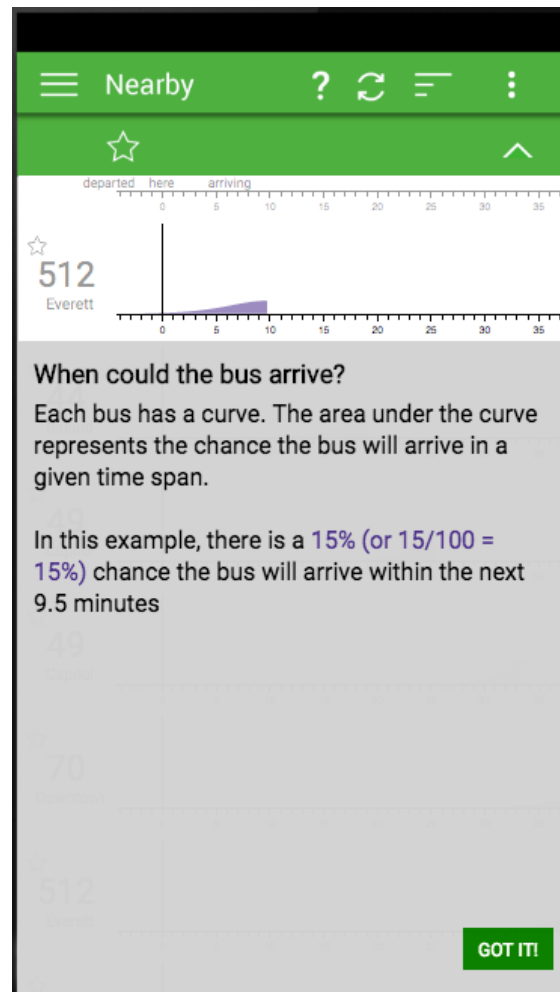 Nearby ?
departed here arriving
0 5 10 15 20 25 30 35
512
Everett
0 5 10 15 20 25 30 35
When could the bus arrive?
Each bus has a curve. The area under the curve
represents the chance the bus will arrive in a
given time span.
In this example, there is a 15% (or 15/100 =
15%) chance the bus will arrive within the next
9.5 minutes
49
Capitol
70
Downtown
512
Everett
GOT IT!